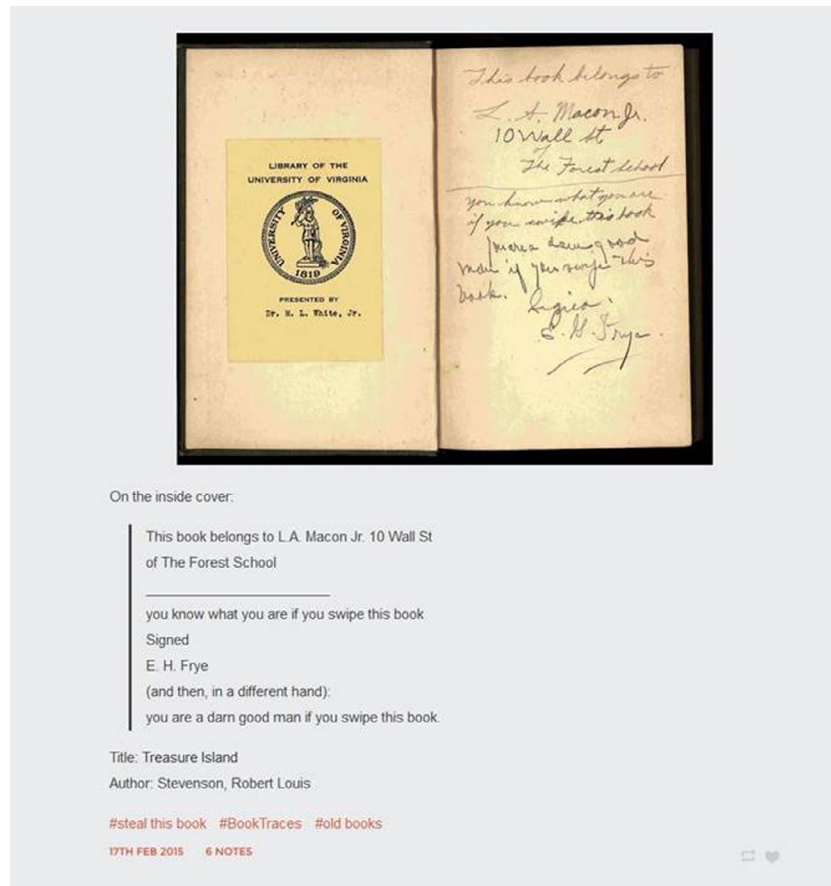 LIBRARY OF THE
UNIVERSITY OF VIRGINIA
UNIVERSITY OF VIRGINIA
1819
PRESENTED BY
Dr. H. L. White, Jr.
This book belongs to
L. A. Macon Jr.
10 Wall St
of
The Forest School
you know what you are
if you swipe this book
you're a darn good
man if you swipe this
book. Signed.
E. H. Frye.
On the inside cover:
This book belongs to L.A. Macon Jr. 10 Wall St
of The Forest School
you know what you are if you swipe this book
Signed
E. H. Frye
(and then, in a different hand):
you are a darn good man if you swipe this book.
Title: Treasure Island
Author: Stevenson, Robert Louis
#steal this book #BookTraces #old books
17TH FEB 2015 6 NOTES